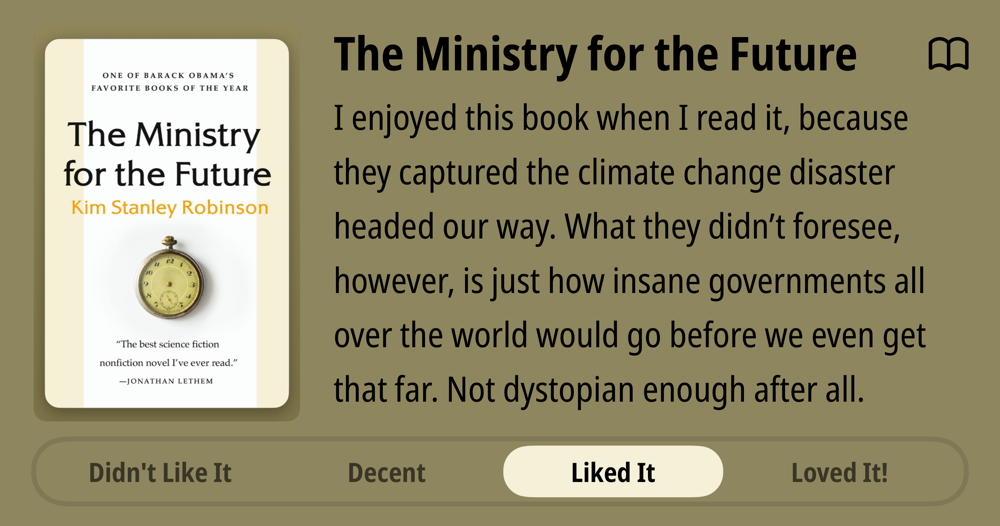 ONE OF BARACK OBAMA'S
FAVORITE BOOKS OF THE YEAR
The Ministry
for the Future
Kim Stanley Robinson
“The best science fiction
nonfiction novel I’ve ever read.”
—JONATHAN LETHEM
The Ministry for the Future
I enjoyed this book when I read it, because
they captured the climate change disaster
headed our way. What they didn’t foresee,
however, is just how insane governments all
over the world would go before we even get
that far. Not dystopian enough after all.
Didn't Like It
Decent
Liked It
Loved It!